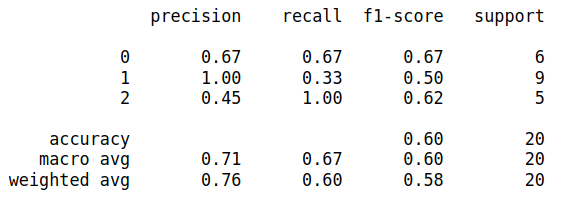 precision recall f1-score support
0 0.67 0.67 0.67 6
1 1.00 0.33 0.50 9
2 0.45 1.00 0.62 5
accuracy 0.60 20
macro avg 0.71 0.67 0.60 20
weighted avg 0.76 0.60 0.58 20